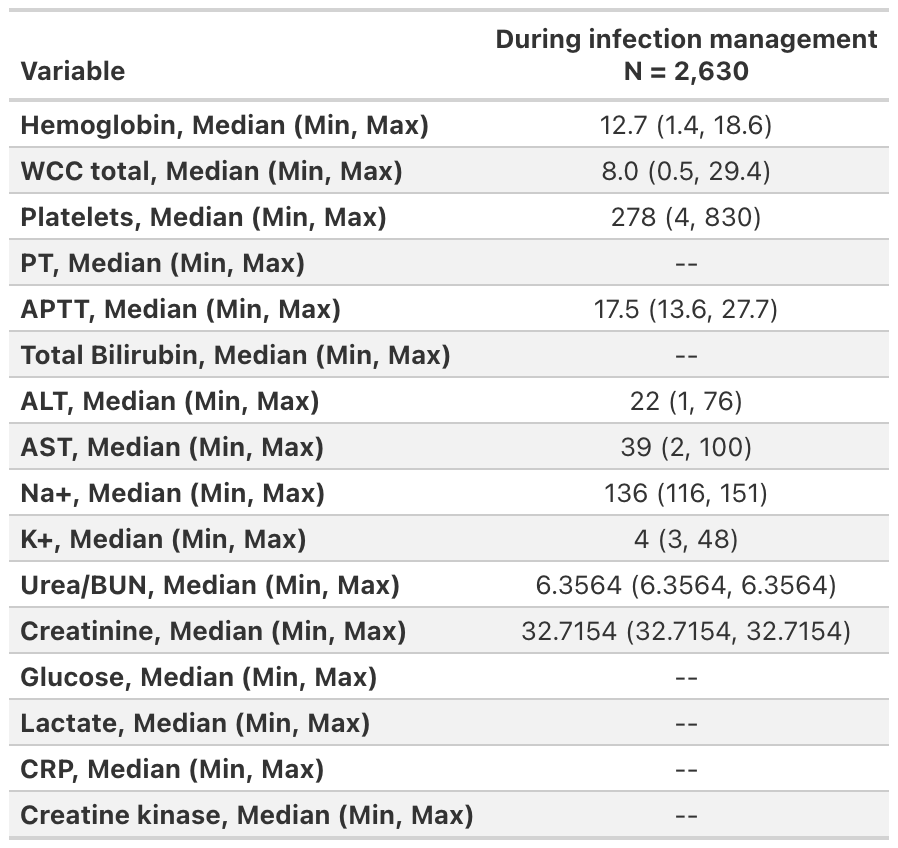 During infection management
Variable N = 2,630
Hemoglobin, Median (Min, Max) 12.7 (1.4, 18.6)
WCC total, Median (Min, Max) 8.0 (0.5, 29.4)
Platelets, Median (Min, Max) 278 (4, 830)
PT, Median (Min, Max) --
APTT, Median (Min, Max) 17.5 (13.6, 27.7)
Total Bilirubin, Median (Min, Max) --
ALT, Median (Min, Max) 22 (1, 76)
AST, Median (Min, Max) 39 (2, 100)
Na+, Median (Min, Max) 136 (116, 151)
K+, Median (Min, Max) 4 (3, 48)
Urea/BUN, Median (Min, Max) 6.3564 (6.3564, 6.3564)
Creatinine, Median (Min, Max) 32.7154 (32.7154, 32.7154)
Glucose, Median (Min, Max) --
Lactate, Median (Min, Max) --
CRP, Median (Min, Max) --
Creatine kinase, Median (Min, Max) --